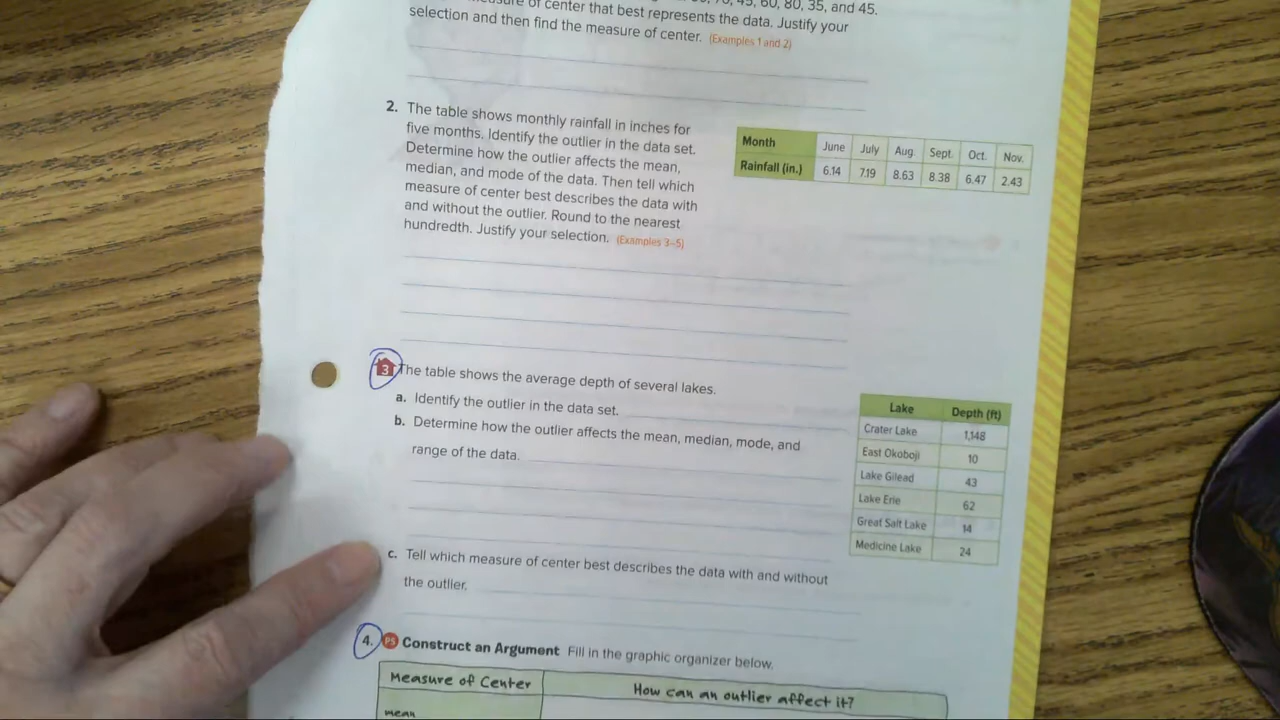 45, 60, 80, 35, and 45.
of center that best represents the data. Justify your
selection and then find the measure of center. (Examples 1 and 2)
2. The table shows monthly rainfall in inches for
five months. Identify the outlier in the data set.
Determine how the outlier affects the mean,
median, and mode of the data. Then tell which
measure of center best describes the data with
and without the outlier. Round to the nearest
hundredth. Justify your selection. (Examples 3–5)
Month June July Aug. Sept. Oct. Nov.
Rainfall (in.) 6.14 7.19 8.63 8.38 6.47 2.43
3 The table shows the average depth of several lakes.
a. Identify the outlier in the data set.
b. Determine how the outlier affects the mean, median, mode, and
range of the data.
Lake Depth (ft)
Crater Lake 1,148
East Okoboji 10
Lake Gilead 43
Lake Erie 62
Great Salt Lake 14
Medicine Lake 24
c. Tell which measure of center best describes the data with and without
the outlier.
4. PS Construct an Argument Fill in the graphic organizer below.
Measure of Center How can an outlier affect it?
mean